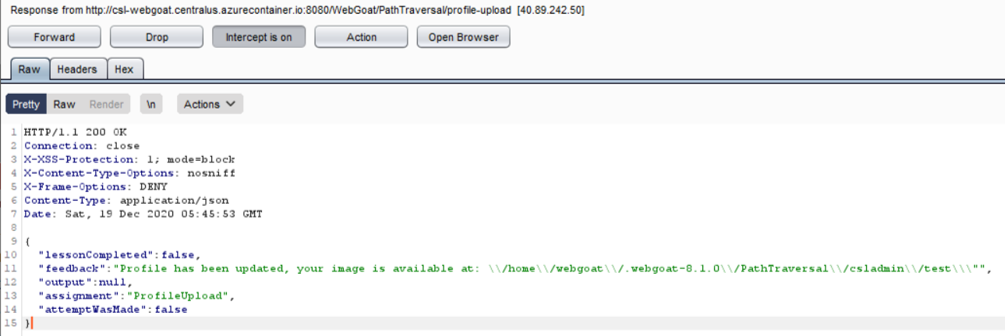 Response from http://csl-webgoat.centralus.azurecontainer.io:8080/WebGoat/PathTraversal/profile-upload [40.89.242.50]
Forward Drop Intercept is on Action Open Browser
Raw Headers Hex
Pretty Raw Render \n Actions
1 HTTP/1.1 200 OK
2 Connection: close
3 X-XSS-Protection: 1; mode=block
4 X-Content-Type-Options: nosniff
5 X-Frame-Options: DENY
6 Content-Type: application/json
7 Date: Sat, 19 Dec 2020 05:45:53 GMT
8
9 {
10 "lessonCompleted":false,
11 "feedback":"Profile has been updated, your image is available at: \\/home\\/webgoat\\/.webgoat-8.1.0\\/PathTraversal\\/csladmin\\/test\\\"",
12 "output":null,
13 "assignment":"ProfileUpload",
14 "attemptWasMade":false
15 }